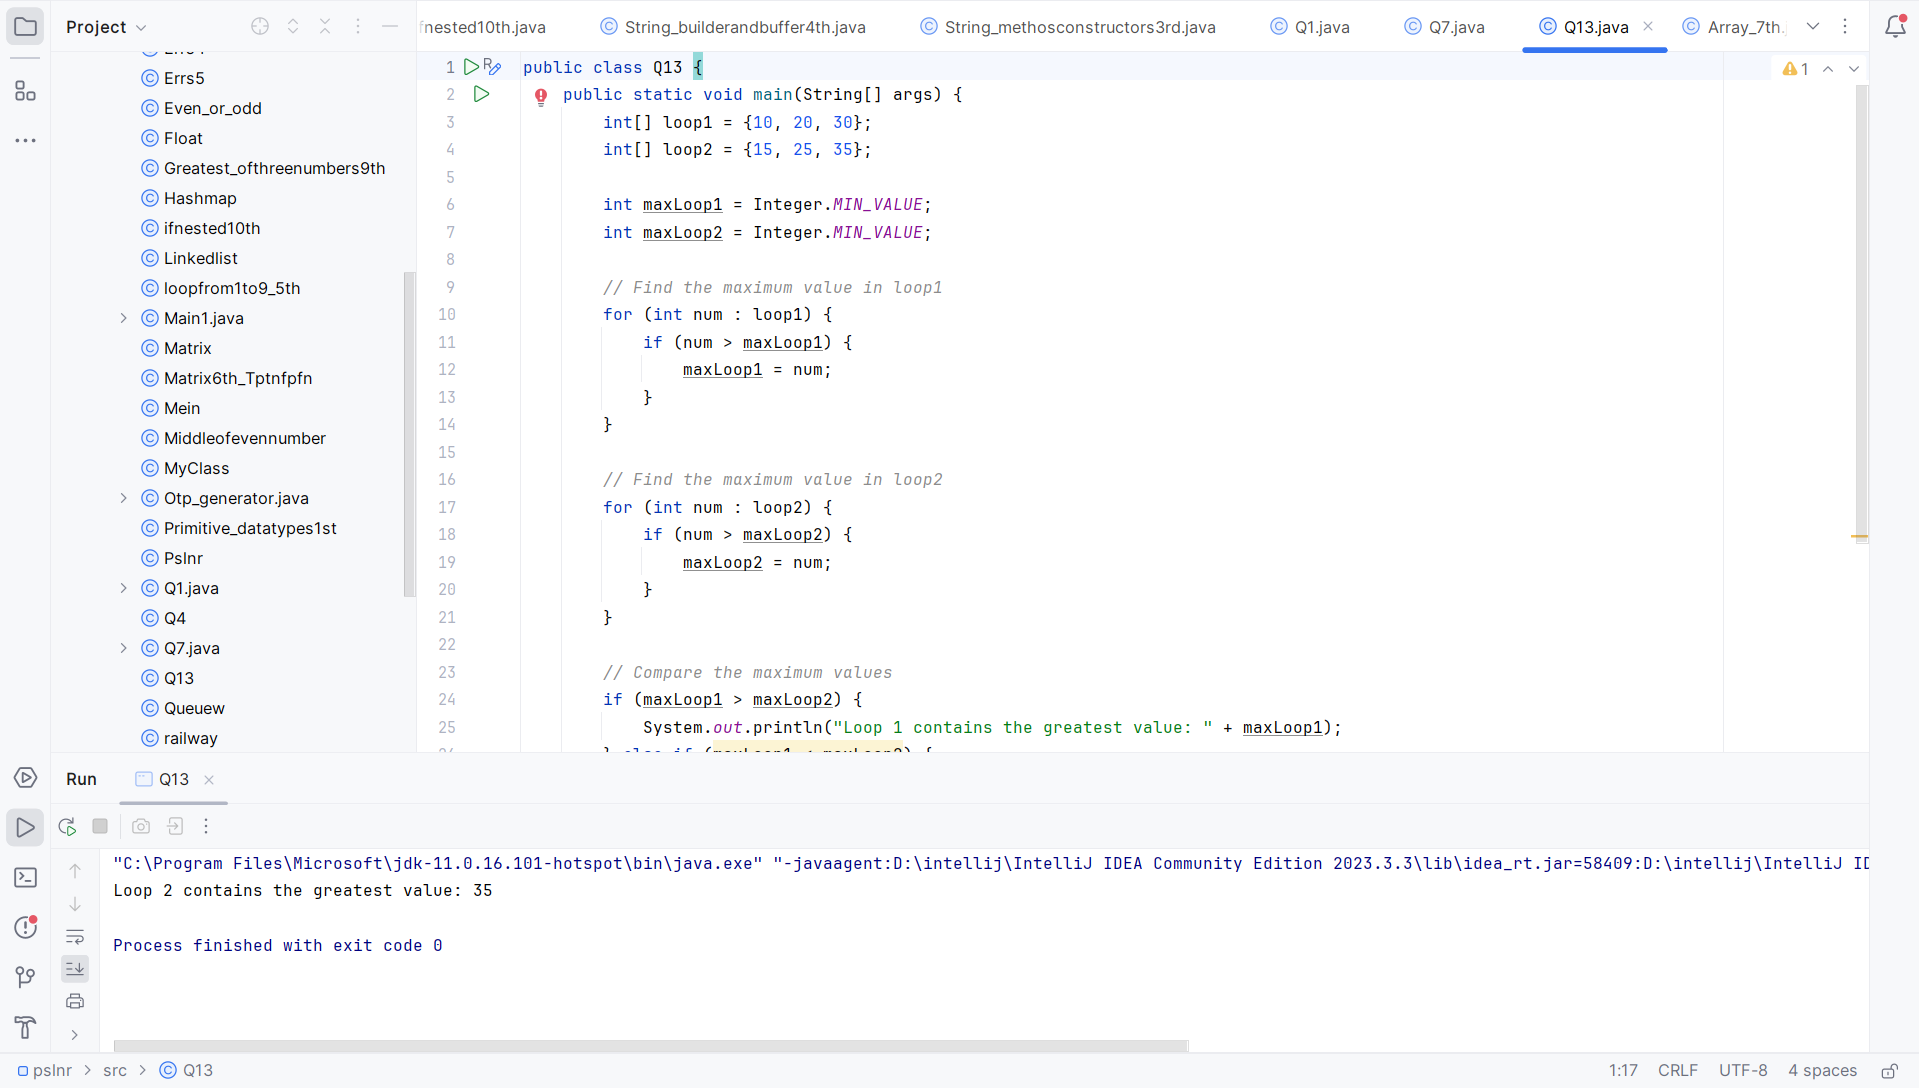 Project
fnested10th.java
String_builderandbuffer4th.java
String_methosconstructors3rd.java
Q1.java
Q7.java
Q13.java
Array_7th.
Errs5
Even_or_odd
Float
Greatest_ofthreenumbers9th
Hashmap
ifnested10th
Linkedlist
loopfrom1to9_5th
Main1.java
Matrix
Matrix6th_Tptnfpfn
Mein
Middleofevennumber
MyClass
Otp_generator.java
Primitive_datatypes1st
Pslnr
Q1.java
Q4
Q7.java
Q13
Queuew
railway
1 public class Q13 {
1
2 public static void main(String[] args) {
3 int[] loop1 = {10, 20, 30};
4 int[] loop2 = {15, 25, 35};
5
6 int maxLoop1 = Integer.MIN_VALUE;
7 int maxLoop2 = Integer.MIN_VALUE;
8
9 // Find the maximum value in loop1
10 for (int num : loop1) {
11 if (num > maxLoop1) {
12 maxLoop1 = num;
13 }
14 }
15
16 // Find the maximum value in loop2
17 for (int num : loop2) {
18 if (num > maxLoop2) {
19 maxLoop2 = num;
20 }
21 }
22
23 // Compare the maximum values
24 if (maxLoop1 > maxLoop2) {
25 System.out.println("Loop 1 contains the greatest value: " + maxLoop1);
Run
Q13
"C:\Program Files\Microsoft\jdk-11.0.16.101-hotspot\bin\java.exe" "-javaagent:D:\intellij\IntelliJ IDEA Community Edition 2023.3.3\lib\idea_rt.jar=58409:D:\intellij\IntelliJ ID
Loop 2 contains the greatest value: 35
Process finished with exit code 0
pslnr > src > Q13
1:17 CRLF UTF-8 4 spaces